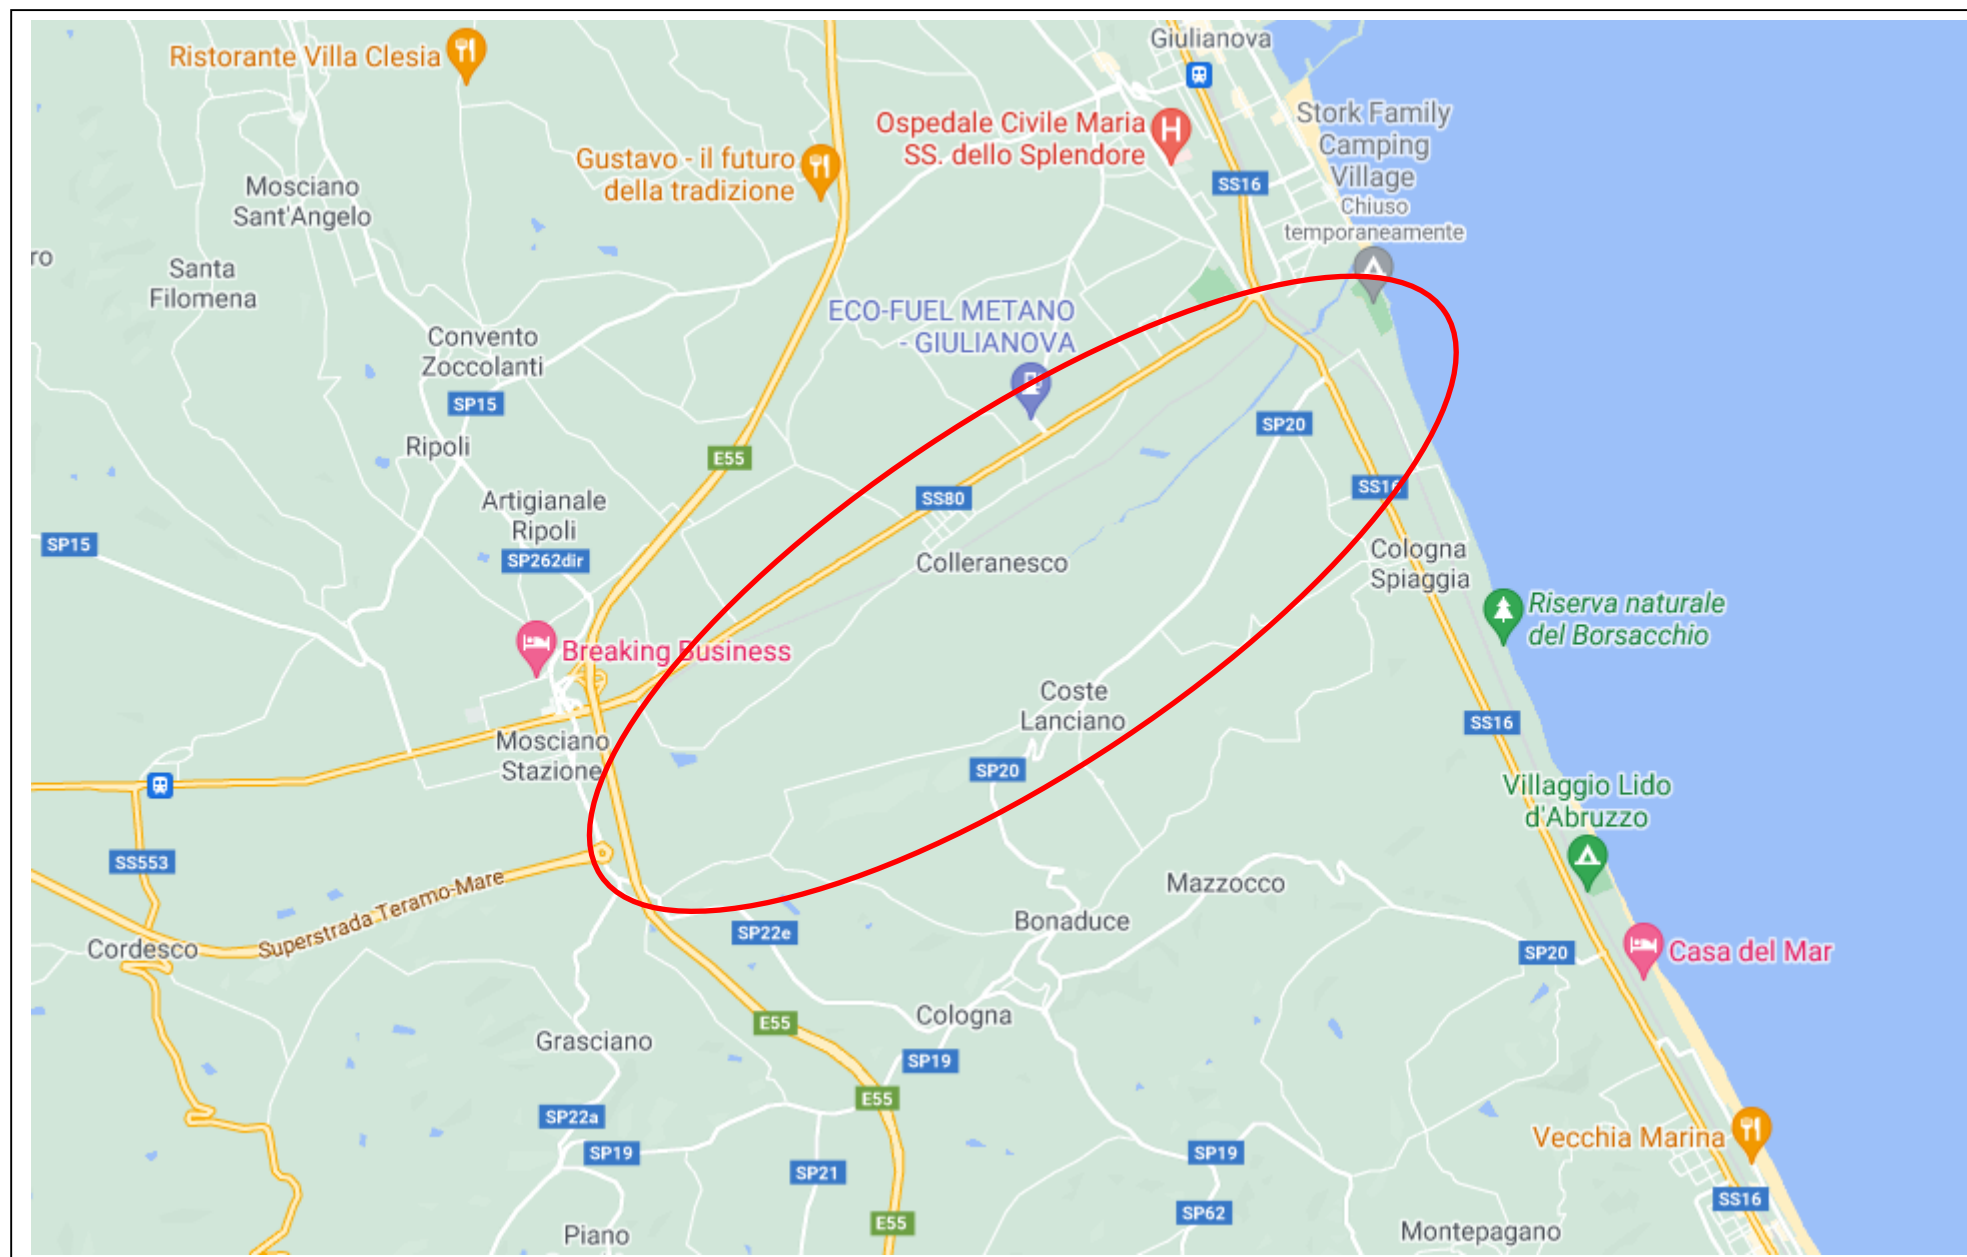 Giulianova
Ristorante Villa Clesia
Stork Family
Camping
Village
Chiuso
temporaneamente
Ospedale Civile Maria
SS. dello Splendore
Gustavo - il futuro
della tradizione
SS16
Mosciano
Sant'Angelo
ro
Santa
Filomena
ECO-FUEL METANO
- GIULIANOVA
Convento
Zoccolanti
SP15
SP20
Ripoli
E55
SS16
SS80
Artigianale
Ripoli
SP15
SP262dir
Colleranesco
Cologna
Spiaggia
Riserva naturale
del Borsacchio
Breaking Business
Coste
Lanciano
SS16
Mosciano
Stazione
SP20
Villaggio Lido
d'Abruzzo
SS553
Superstrada Teramo-Mare
Mazzocco
Bonaduce
SP22e
Cordesco
SP20
Casa del Mar
Cologna
E55
Grasciano
SP19
E55
SP22a
Vecchia Marina
SP19
SP19
SP21
SS16
SP62
E55
Piano
Montepagano